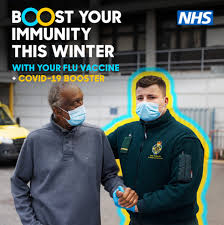 BOOST YOUR
IMMUNITY
THIS WINTER
WITH YOUR FLU VACCINE
+ COVID-19 BOOSTER
NHS